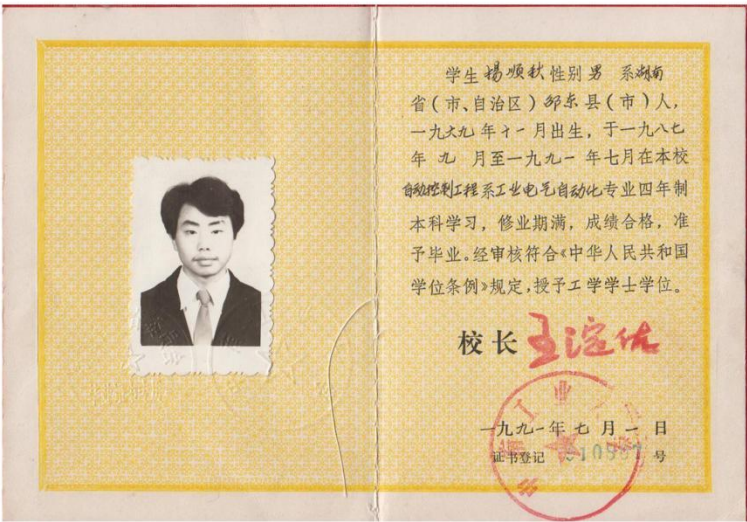 学生 杨顺秋 性别 男 系 湖南
省(市、自治区)邵东县(市)人,
一九六九年十一月出生,于一九八七
年 九 月至一九九一年七月在本校
自动控制工程系工业电气自动化专业四年制
本科学习,修业期满,成绩合格,准
予毕业。经审核符合《中华人民共和国
学位条例》规定,授予工学学士学位。
校长 王淀佐
一九九一年 七 月 一 日
证书登记 号
工业